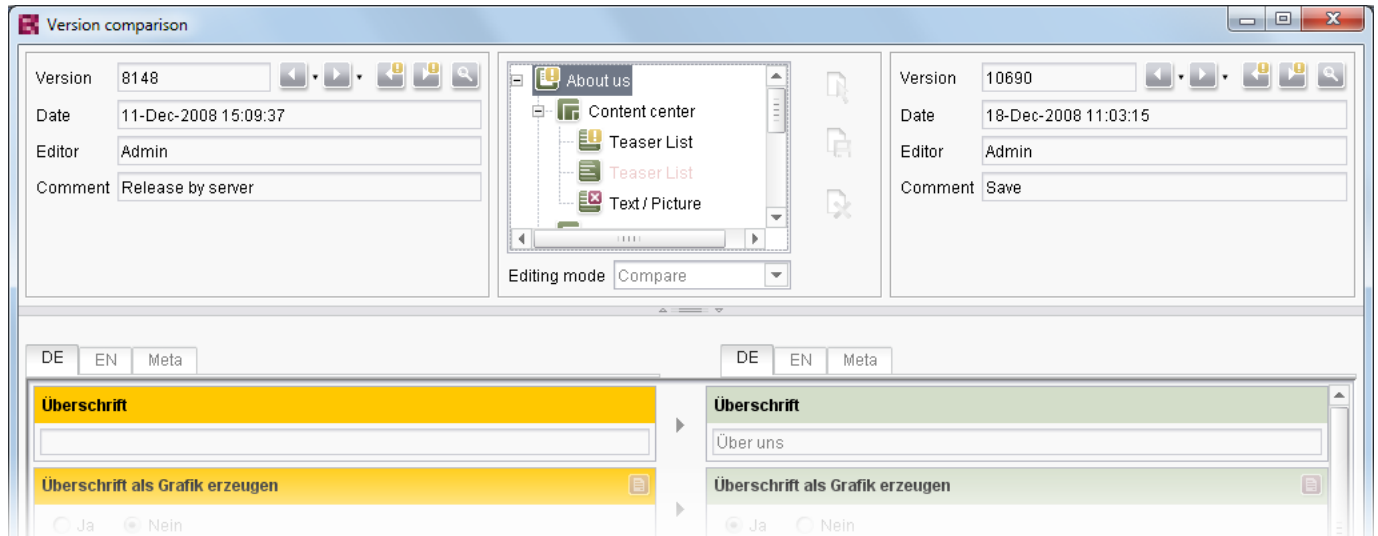 Version comparison
Version 8148
Date 11-Dec-2008 15:09:37
Editor Admin
Comment Release by server
About us
Content center
Teaser List
Teaser List
Text / Picture
Editing mode Compare
Version 10690
Date 18-Dec-2008 11:03:15
Editor Admin
Comment Save
DE EN Meta
DE EN Meta
Überschrift
Überschrift
Über uns
Überschrift als Grafik erzeugen
Überschrift als Grafik erzeugen
Ja Nein
Ja Nein